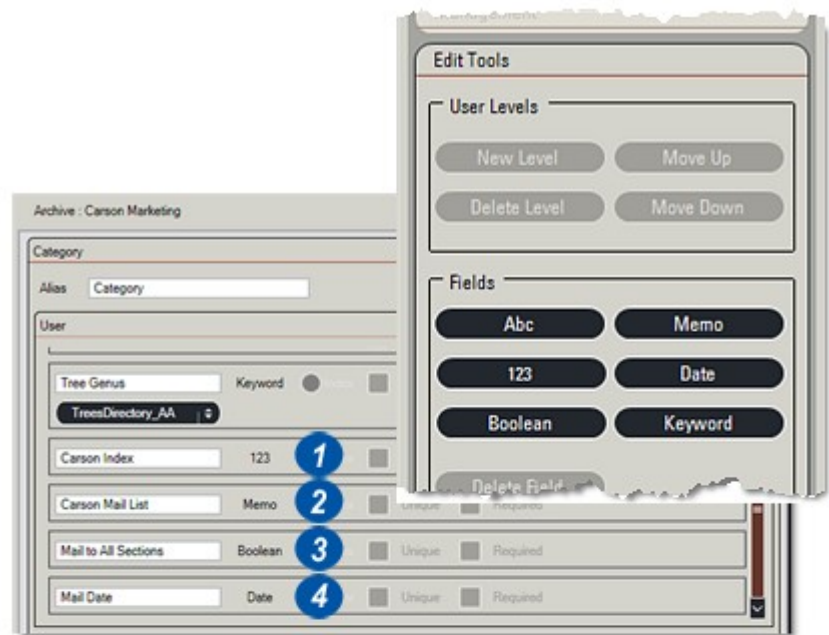 Management
Edit Tools
User Levels
New Level Move Up
Delete Level Move Down
Fields
Abc Memo
123 Date
Boolean Keyword
Delete Field
Archive : Carson Marketing
Category
Alias Category
User
Tree Genus Keyword
TreesDirectory_AA
Carson Index 123 1
Carson Mail List Memo 2 Unique Required
Mail to All Sections Boolean 3 Unique Required
Mail Date Date 4 Unique Required